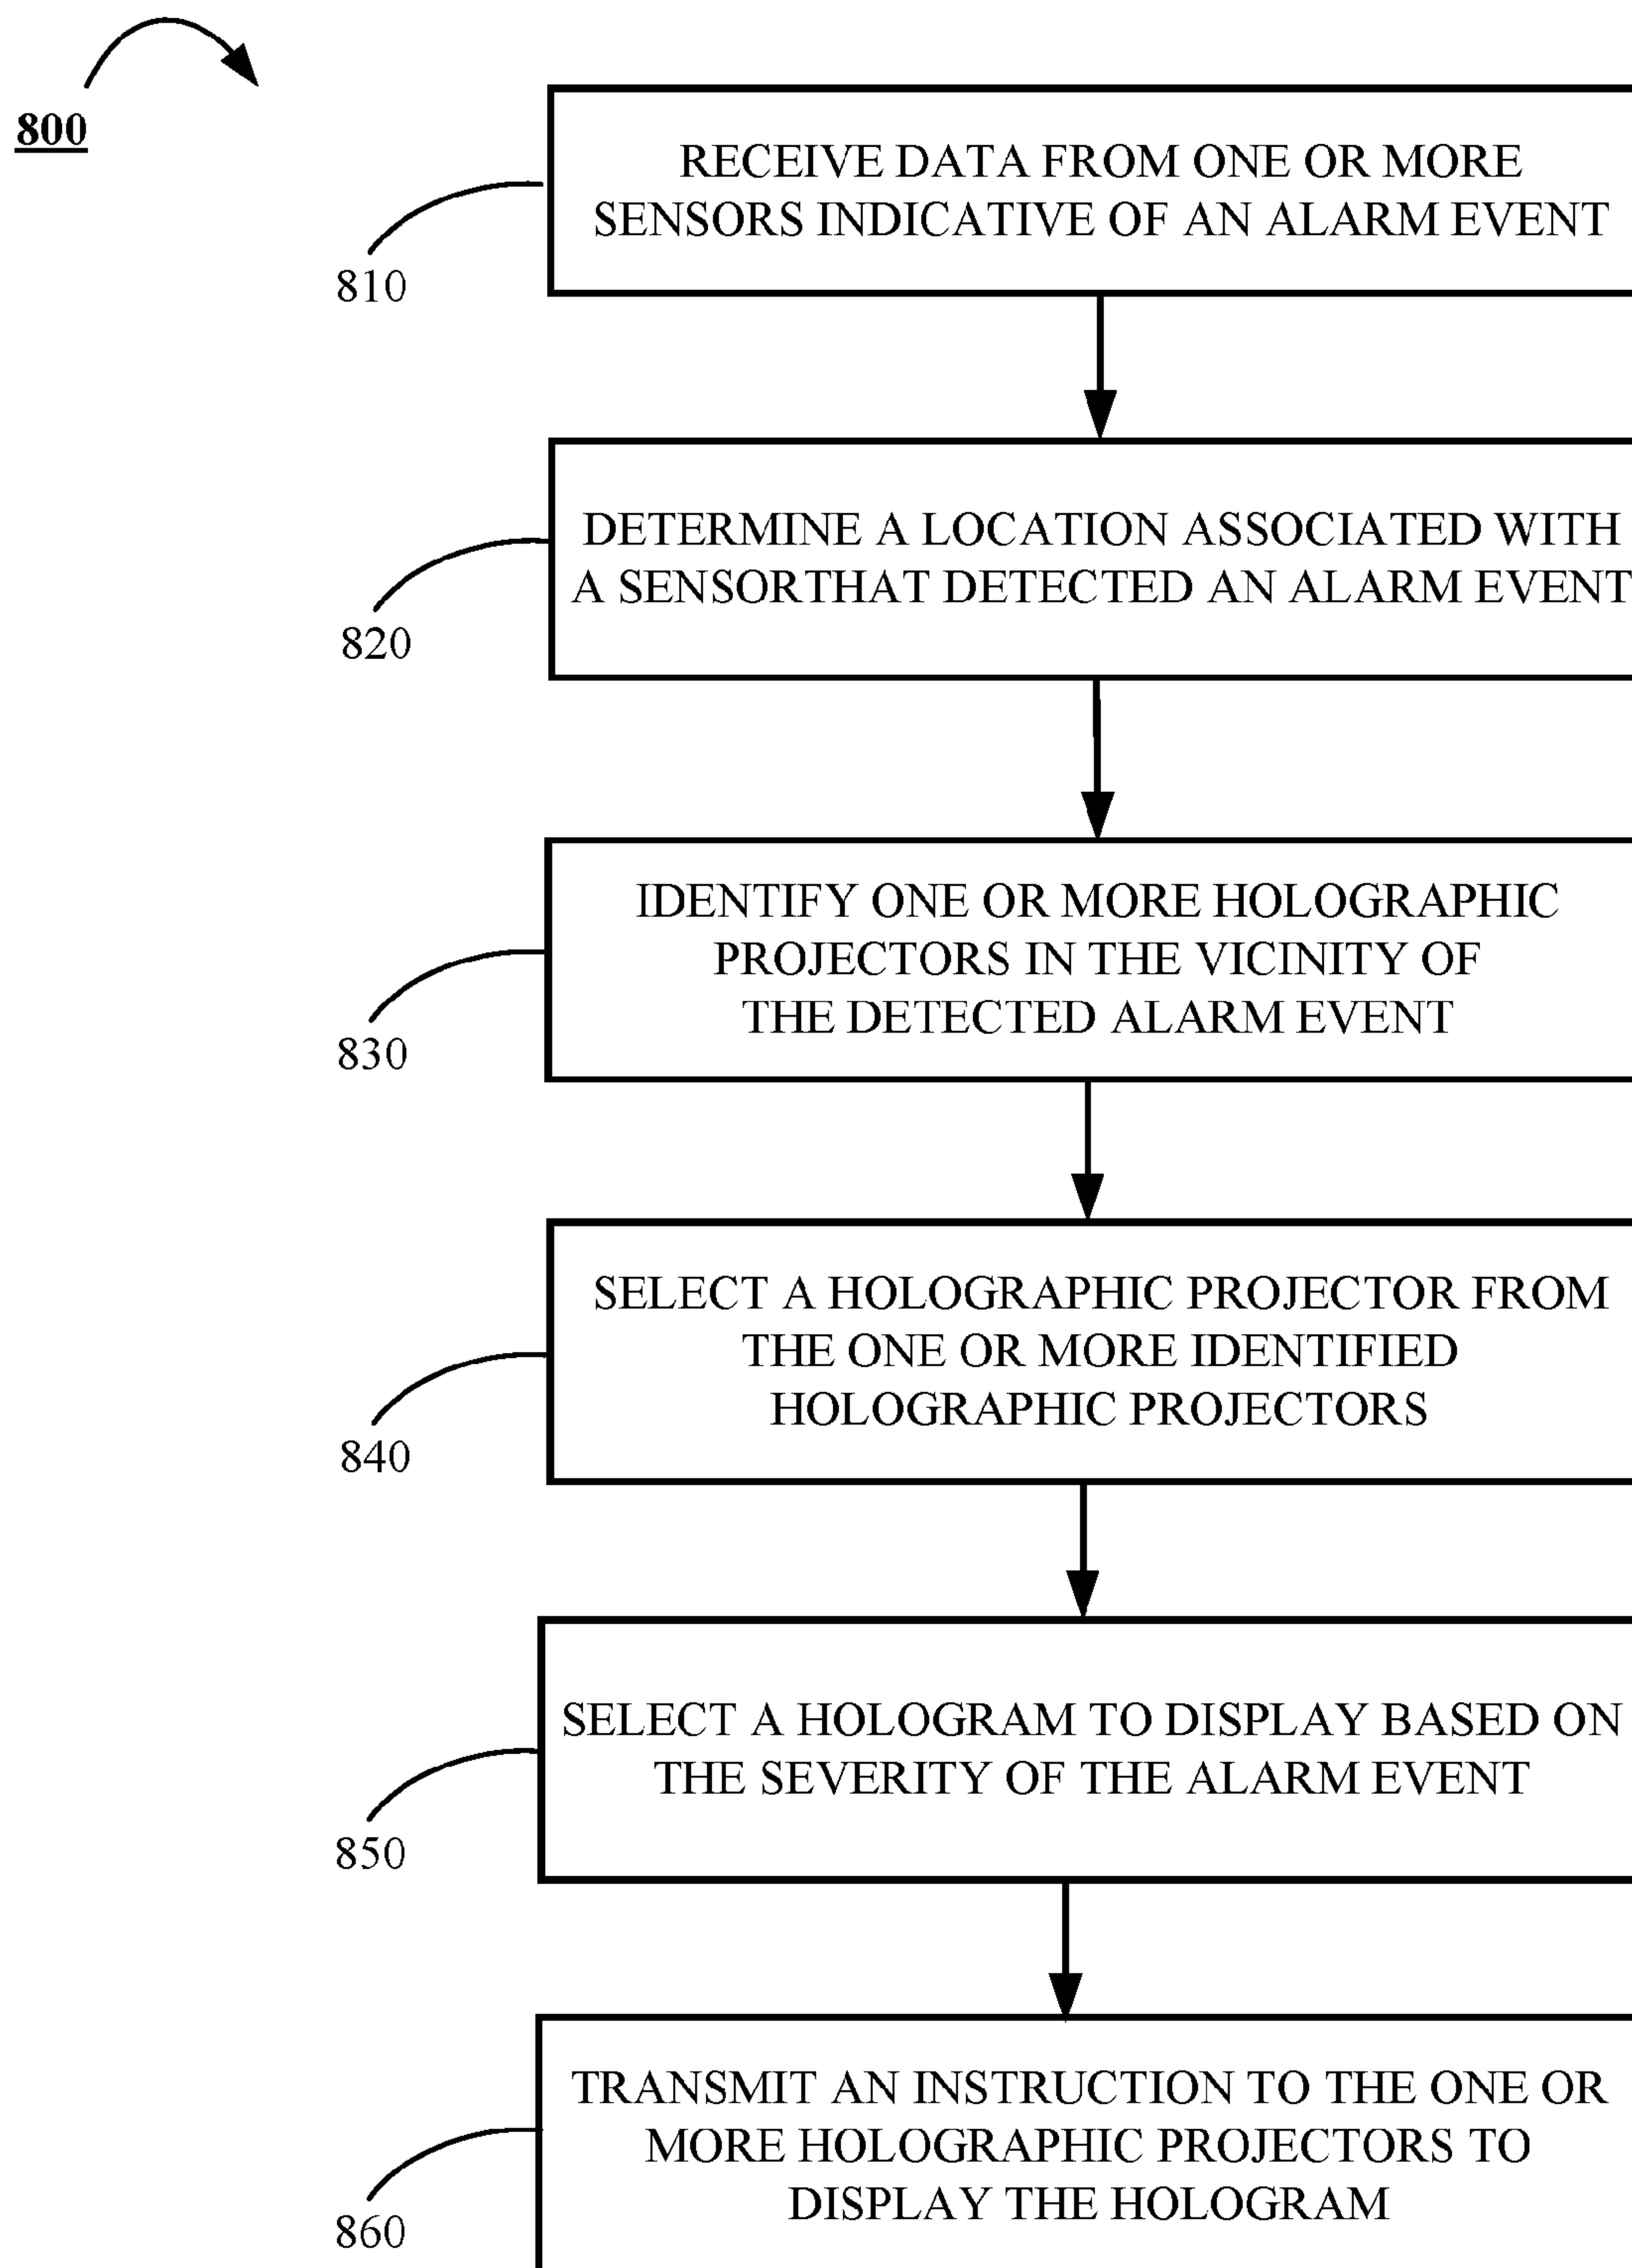 800
RECEIVE DATA FROM ONE OR MORE
SENSORS INDICATIVE OF AN ALARM EVENT
810
DETERMINE A LOCATION ASSOCIATED WITH
A SENSORTHAT DETECTED AN ALARM EVENT
820
IDENTIFY ONE OR MORE HOLOGRAPHIC
PROJECTORS IN THE VICINITY OF
THE DETECTED ALARM EVENT
830
SELECT A HOLOGRAPHIC PROJECTOR FROM
THE ONE OR MORE IDENTIFIED
HOLOGRAPHIC PROJECTORS
840
SELECT A HOLOGRAM TO DISPLAY BASED ON
THE SEVERITY OF THE ALARM EVENT
850
TRANSMIT AN INSTRUCTION TO THE ONE OR
MORE HOLOGRAPHIC PROJECTORS TO
DISPLAY THE HOLOGRAM
860